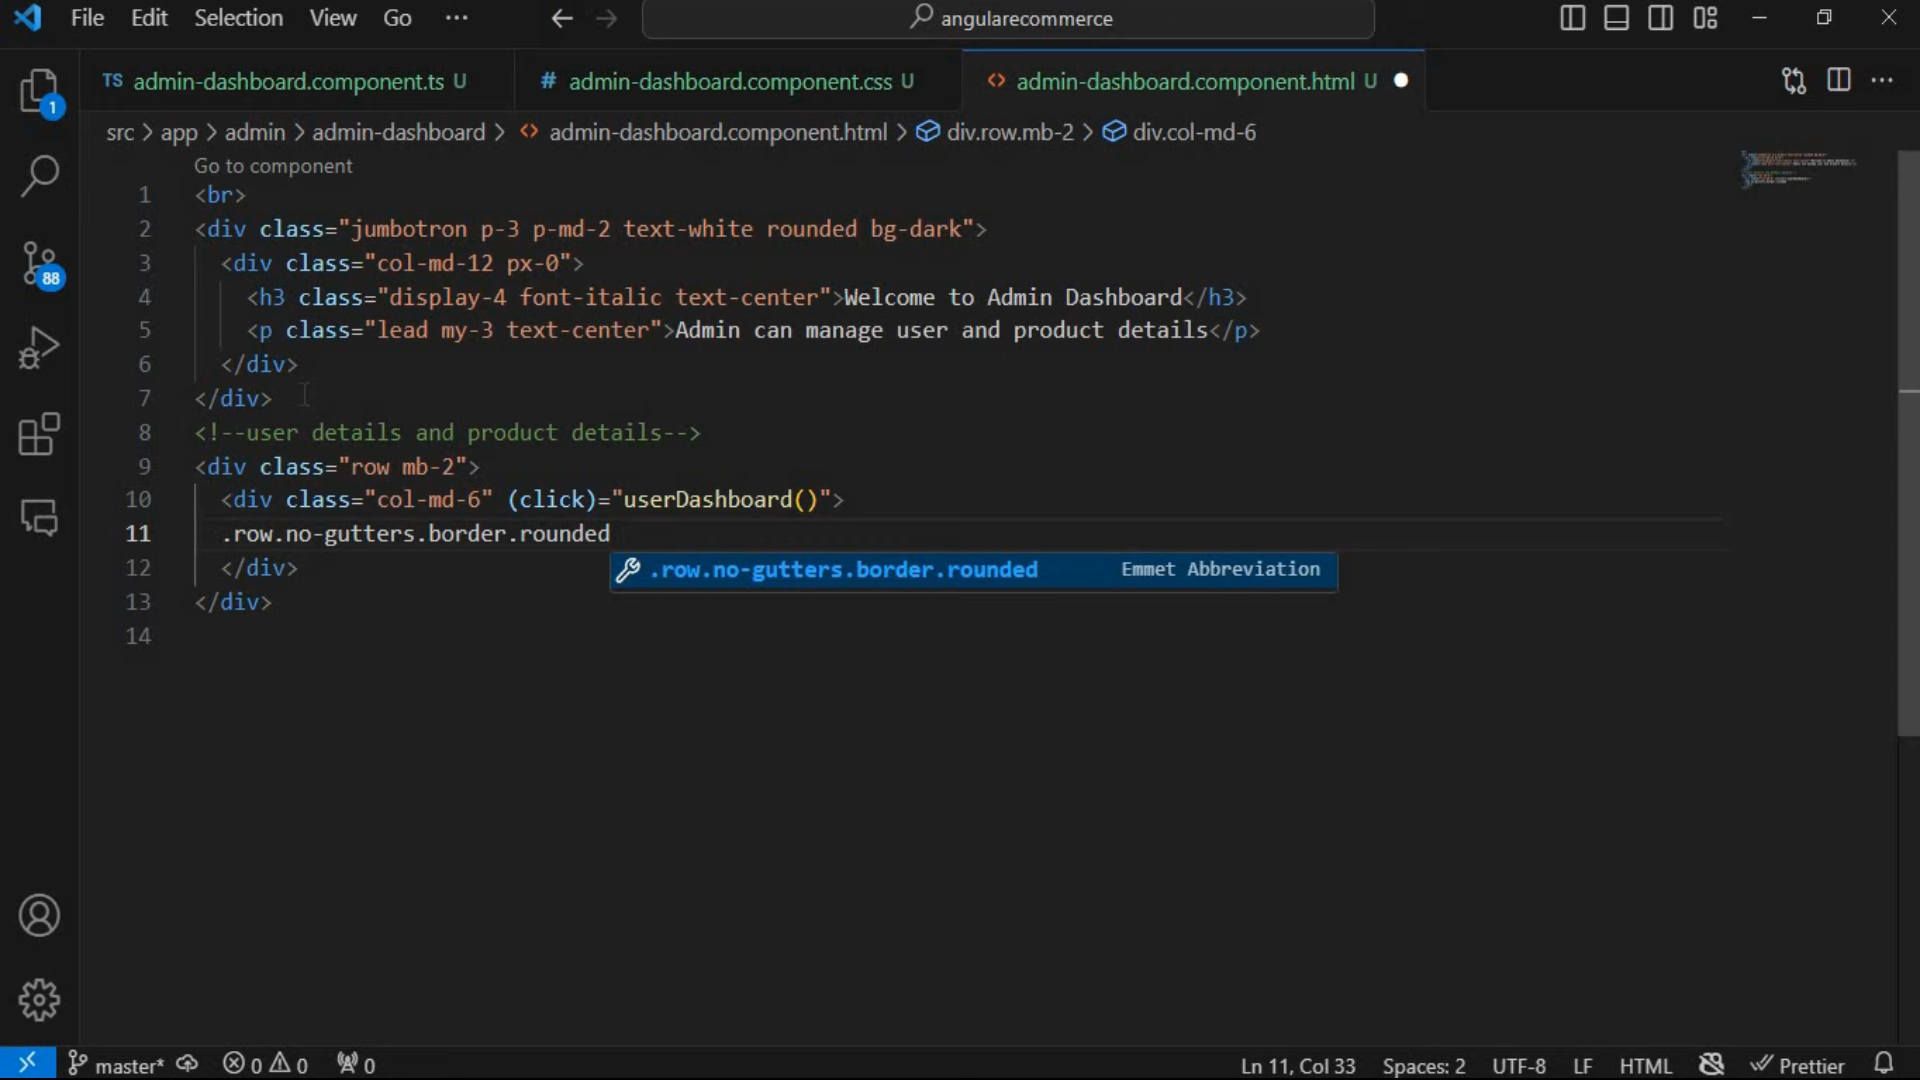 File Edit Selection View Go ··· angularecommerce
TS admin-dashboard.component.ts U # admin-dashboard.component.css U <> admin-dashboard.component.html U
src > app > admin > admin-dashboard > <> admin-dashboard.component.html > div.row.mb-2 > div.col-md-6
Go to component
1 <br>
2 <div class="jumbotron p-3 p-md-2 text-white rounded bg-dark">
3 <div class="col-md-12 px-0">
4 <h3 class="display-4 font-italic text-center">Welcome to Admin Dashboard</h3>
5 <p class="lead my-3 text-center">Admin can manage user and product details</p>
6 </div>
7 </div>
8 <!--user details and product details-->
9 <div class="row mb-2">
10 <div class="col-md-6" (click)="userDashboard()">
11 .row.no-gutters.border.rounded
.row.no-gutters.border.rounded Emmet Abbreviation
12 </div>
13 </div>
14
1
88
master* 0 0 0 Ln 11, Col 33 Spaces: 2 UTF-8 LF HTML Prettier